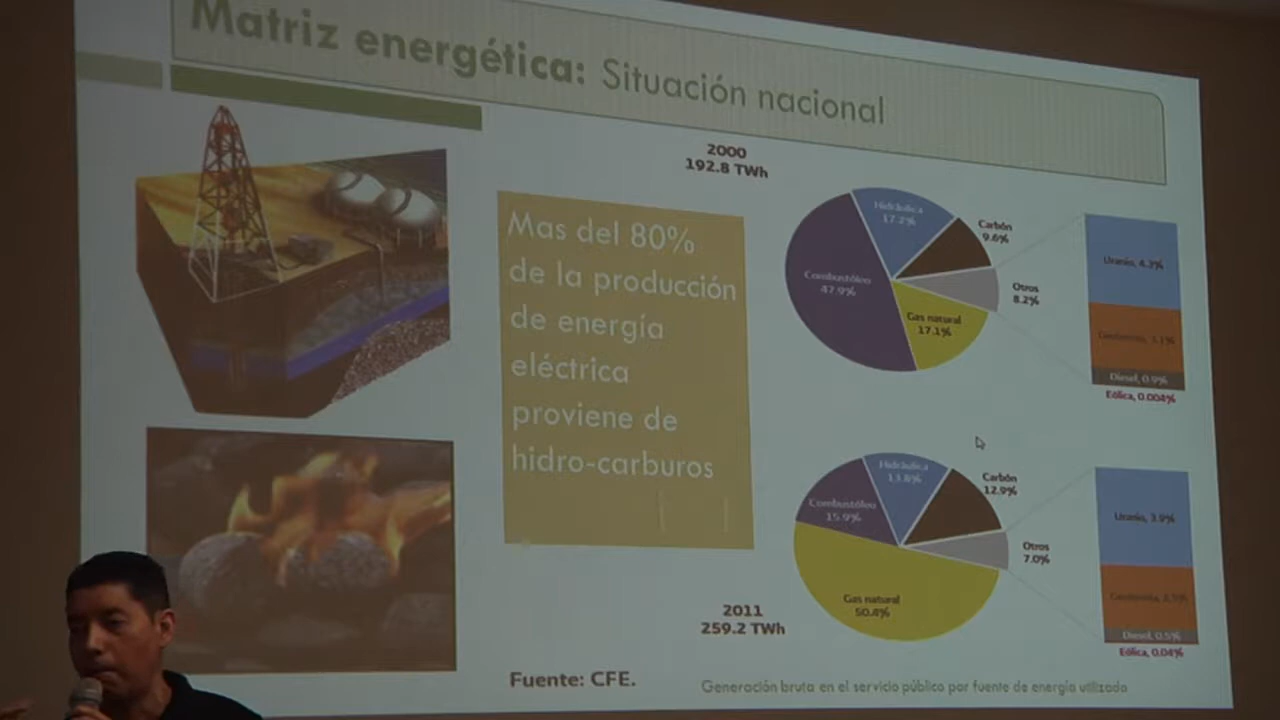 Matriz energética: Situación nacional
2000
192.8 TWh
Mas del 80%
de la producción
de energía
eléctrica
proviene de
hidro-carburos
Hidráulica
17.2%
Carbón
9.6%
Otros
8.2%
Gas natural
17.1%
Combustóleo
47.9%
Uranio, 4.2%
Geotermia, 3.1%
Diesel, 0.9%
Eólica, 0.004%
2011
259.2 TWh
Hidráulica
13.8%
Carbón
12.9%
Otros
7.0%
Gas natural
50.4%
Combustóleo
15.9%
Uranio, 3.9%
Geotermia, 2.5%
Diesel, 0.5%
Eólica, 0.04%
Fuente: CFE.
Generación bruta en el servicio público por fuente de energía utilizada